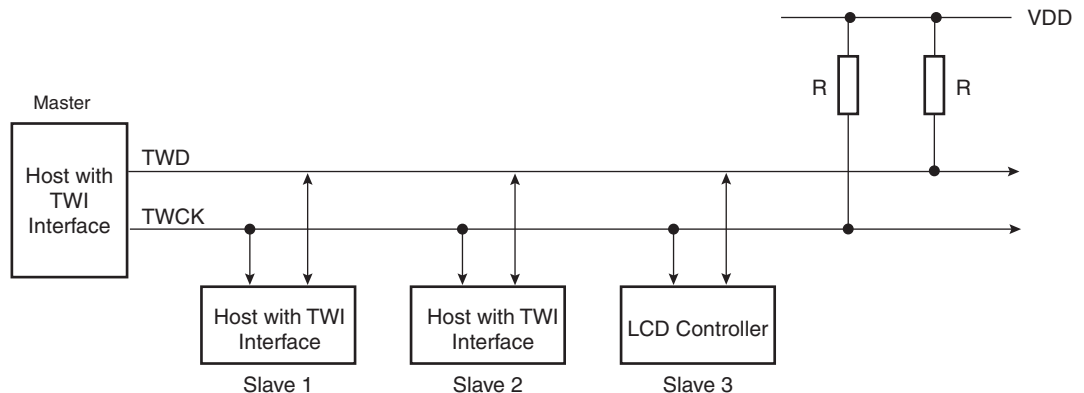 VDD
R
R
Master
Host with
TWI
Interface
TWD
TWCK
Host with TWI
Interface
Slave 1
Host with TWI
Interface
Slave 2
LCD Controller
Slave 3